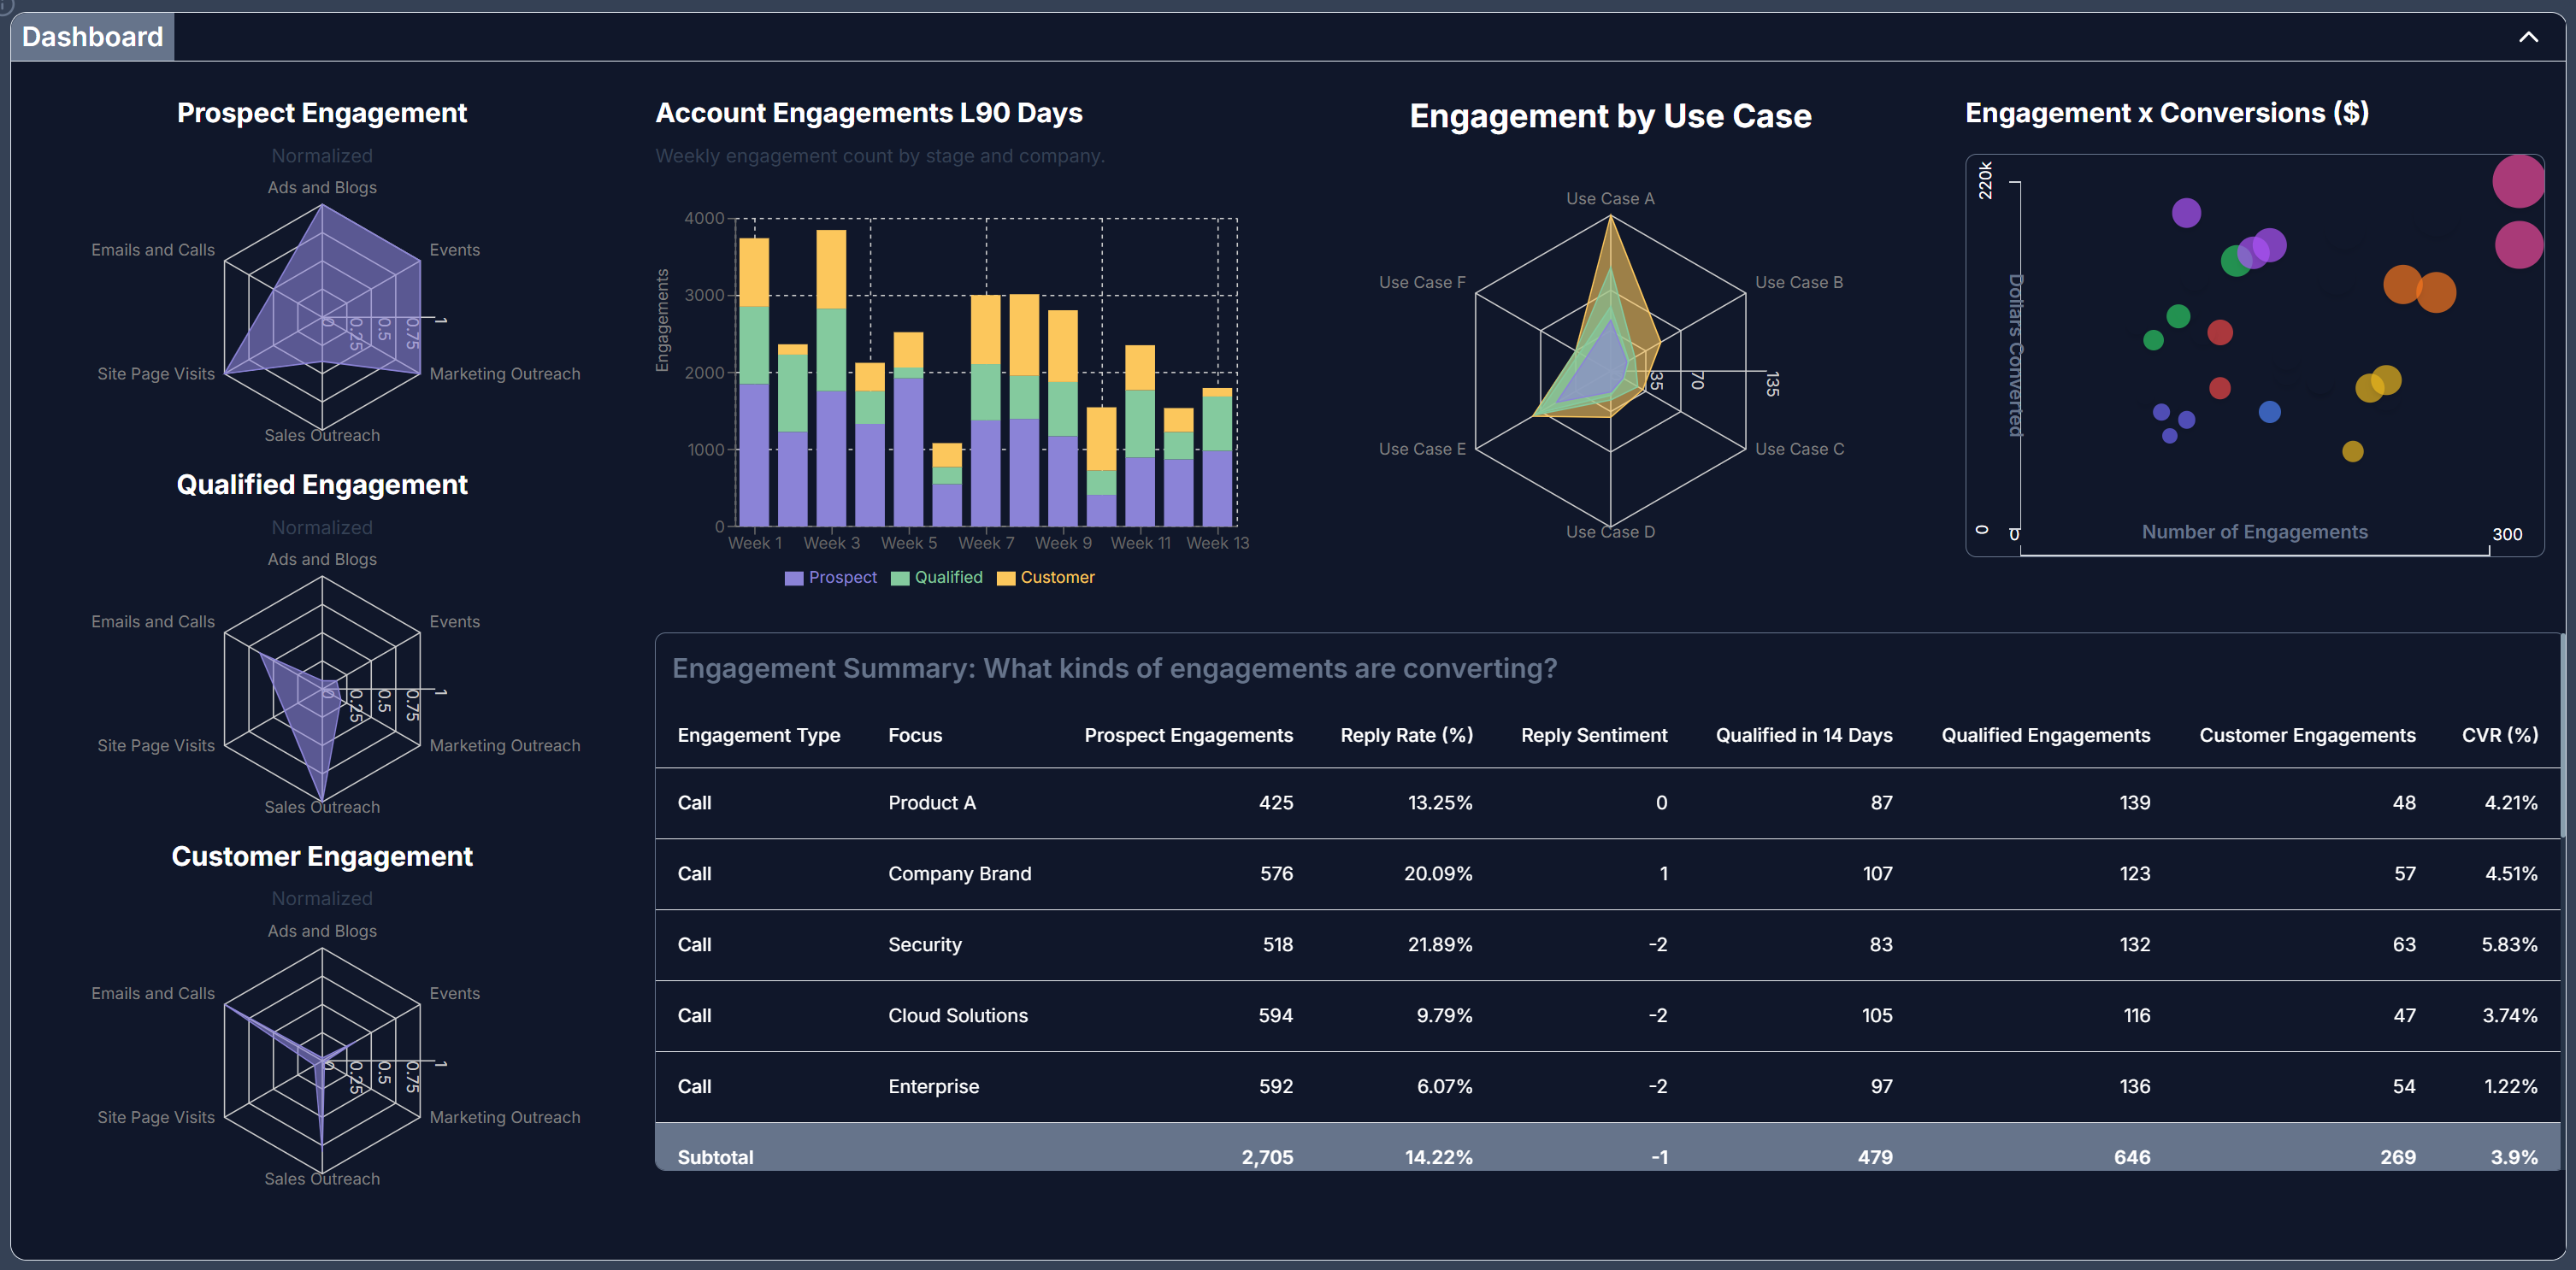 Dashboard
Prospect Engagement
Normalized
Ads and Blogs
Emails and Calls
Events
0
0.25
0.5
0.75
1
Site Page Visits
Marketing Outreach
Sales Outreach
Qualified Engagement
Normalized
Ads and Blogs
Emails and Calls
Events
0
0.25
0.5
0.75
1
Site Page Visits
Marketing Outreach
Sales Outreach
Customer Engagement
Normalized
Ads and Blogs
Emails and Calls
Events
0
0.25
0.5
0.75
1
Site Page Visits
Marketing Outreach
Sales Outreach
Account Engagements L90 Days
Weekly engagement count by stage and company.
Engagements
4000
3000
2000
1000
0
Week 1 Week 3 Week 5 Week 7 Week 9 Week 11 Week 13
Prospect Qualified Customer
Engagement by Use Case
Use Case A
Use Case F
Use Case B
35
70
135
Use Case E
Use Case C
Use Case D
Engagement x Conversions ($)
220k
Dollars Converted
0
0
Number of Engagements
300
Engagement Summary: What kinds of engagements are converting?
Engagement Type Focus Prospect Engagements Reply Rate (%) Reply Sentiment Qualified in 14 Days Qualified Engagements Customer Engagements CVR (%)
Call Product A 425 13.25% 0 87 139 48 4.21%
Call Company Brand 576 20.09% 1 107 123 57 4.51%
Call Security 518 21.89% -2 83 132 63 5.83%
Call Cloud Solutions 594 9.79% -2 105 116 47 3.74%
Call Enterprise 592 6.07% -2 97 136 54 1.22%
Subtotal 2,705 14.22% -1 479 646 269 3.9%